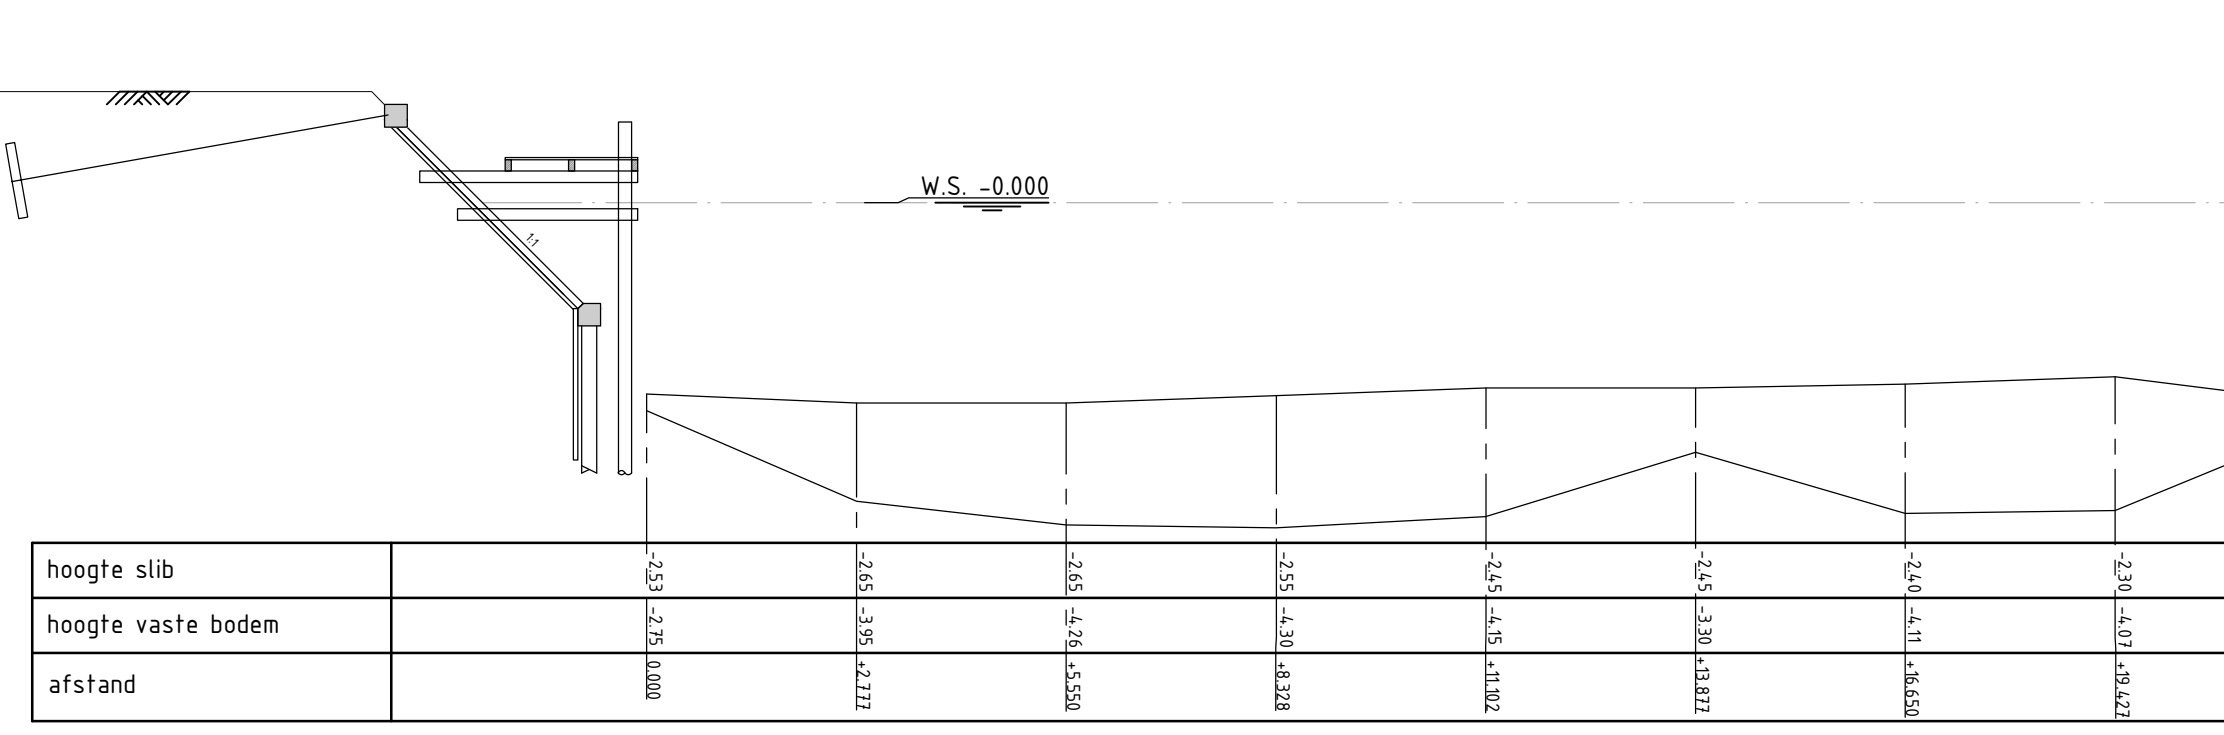 W.S. -0.000
1:1
hoogte slib -2.53 -2.65 -2.65 -2.55 -2.45 -2.45 -2.40 -2.30
hoogte vaste bodem -2.75 -3.95 -4.26 -4.30 -4.15 -3.30 -4.11 -4.07
afstand 0.000 +2.777 +5.550 +8.328 +11.102 +13.877 +16.650 +19.427